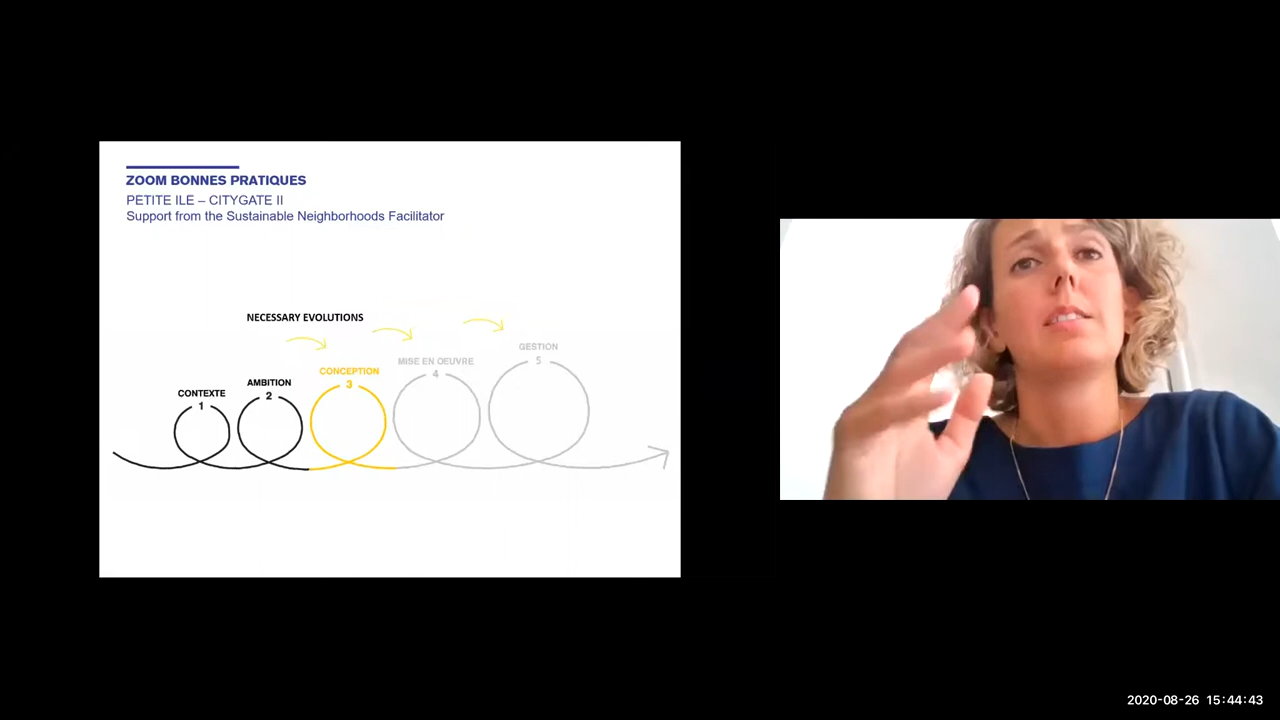 ZOOM BONNES PRATIQUES
PETITE ILE – CITYGATE II
Support from the Sustainable Neighborhoods Facilitator
NECESSARY EVOLUTIONS
CONTEXTE
1
AMBITION
2
CONCEPTION
3
MISE EN OEUVRE
4
GESTION
5
2020-08-26 15:44:43